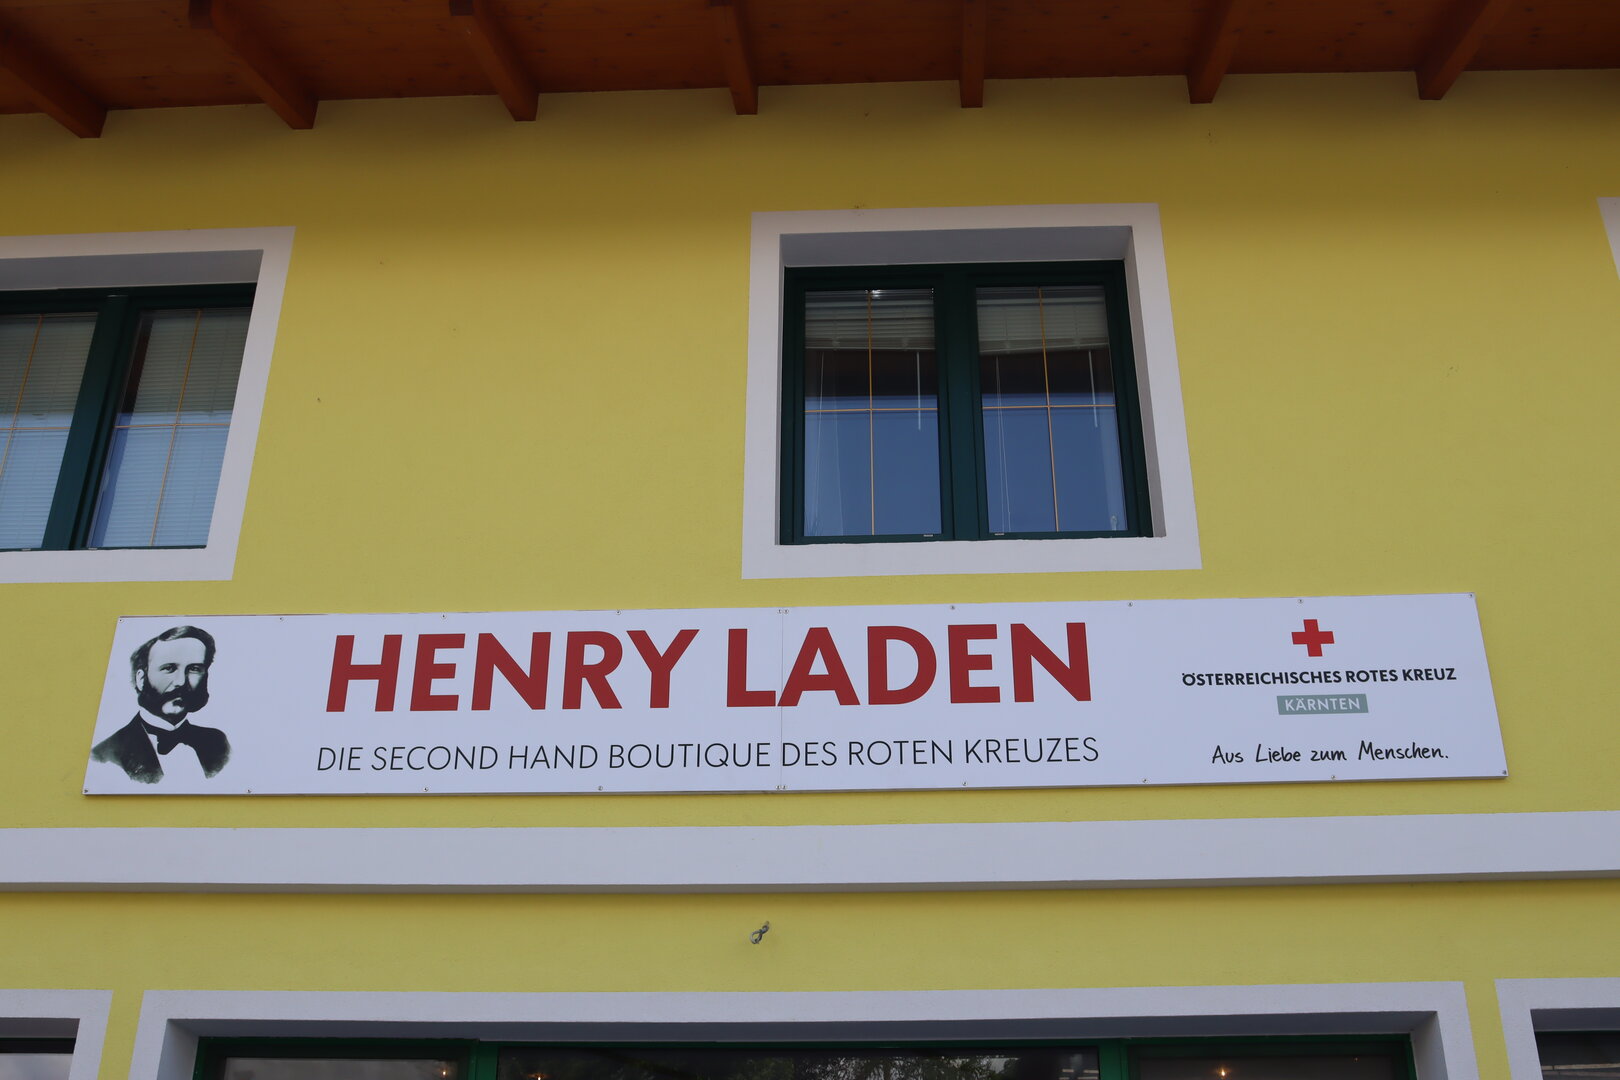 HENRY LADEN
DIE SECOND HAND BOUTIQUE DES ROTEN KREUZES
ÖSTERREICHISCHES ROTES KREUZ
KÄRNTEN
Aus Liebe zum Menschen.